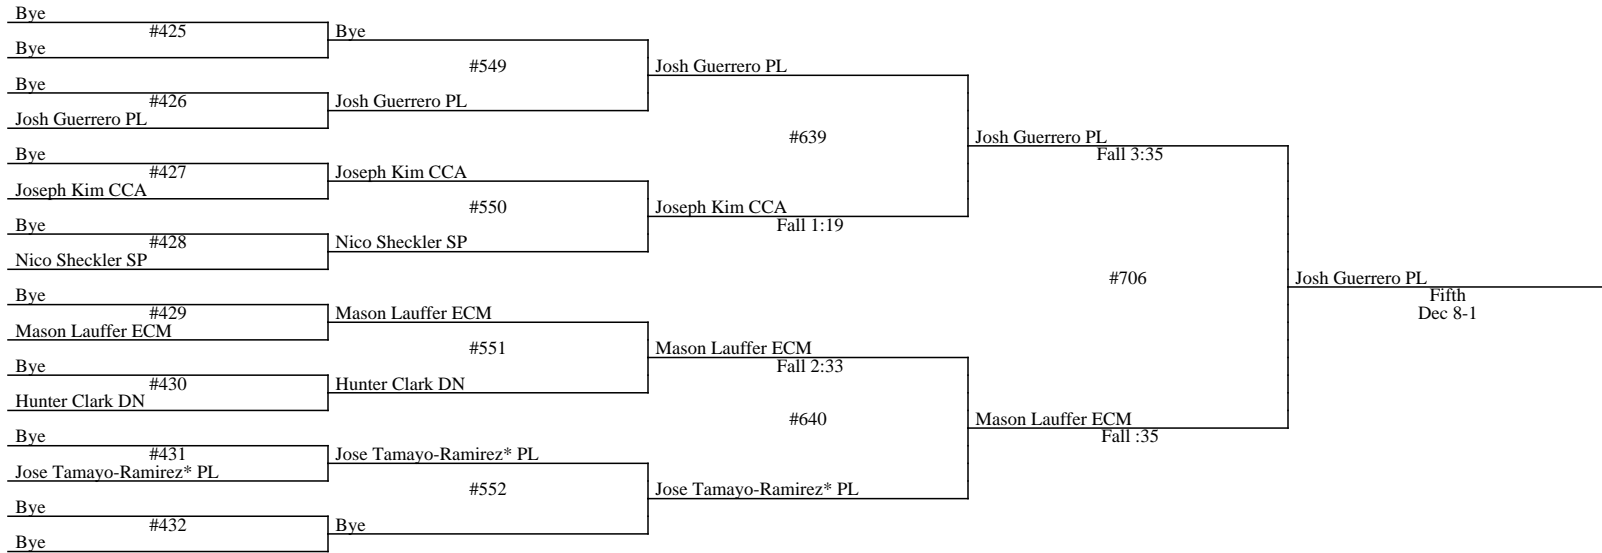 Bye
#425
Bye
Bye
#426
Josh Guerrero PL
Bye
#427
Joseph Kim CCA
Bye
#428
Nico Sheckler SP
Bye
#429
Mason Lauffer ECM
Bye
#430
Hunter Clark DN
Bye
#431
Jose Tamayo-Ramirez* PL
Bye
#432
Bye
Bye
#549
Josh Guerrero PL
Joseph Kim CCA
#550
Nico Sheckler SP
Mason Lauffer ECM
#551
Hunter Clark DN
Jose Tamayo-Ramirez* PL
#552
Bye
Josh Guerrero PL
#639
Joseph Kim CCA
Fall 1:19
Mason Lauffer ECM
Fall 2:33
#640
Jose Tamayo-Ramirez* PL
Josh Guerrero PL
Fall 3:35
#706
Mason Lauffer ECM
Fall :35
Josh Guerrero PL
Fifth
Dec 8-1